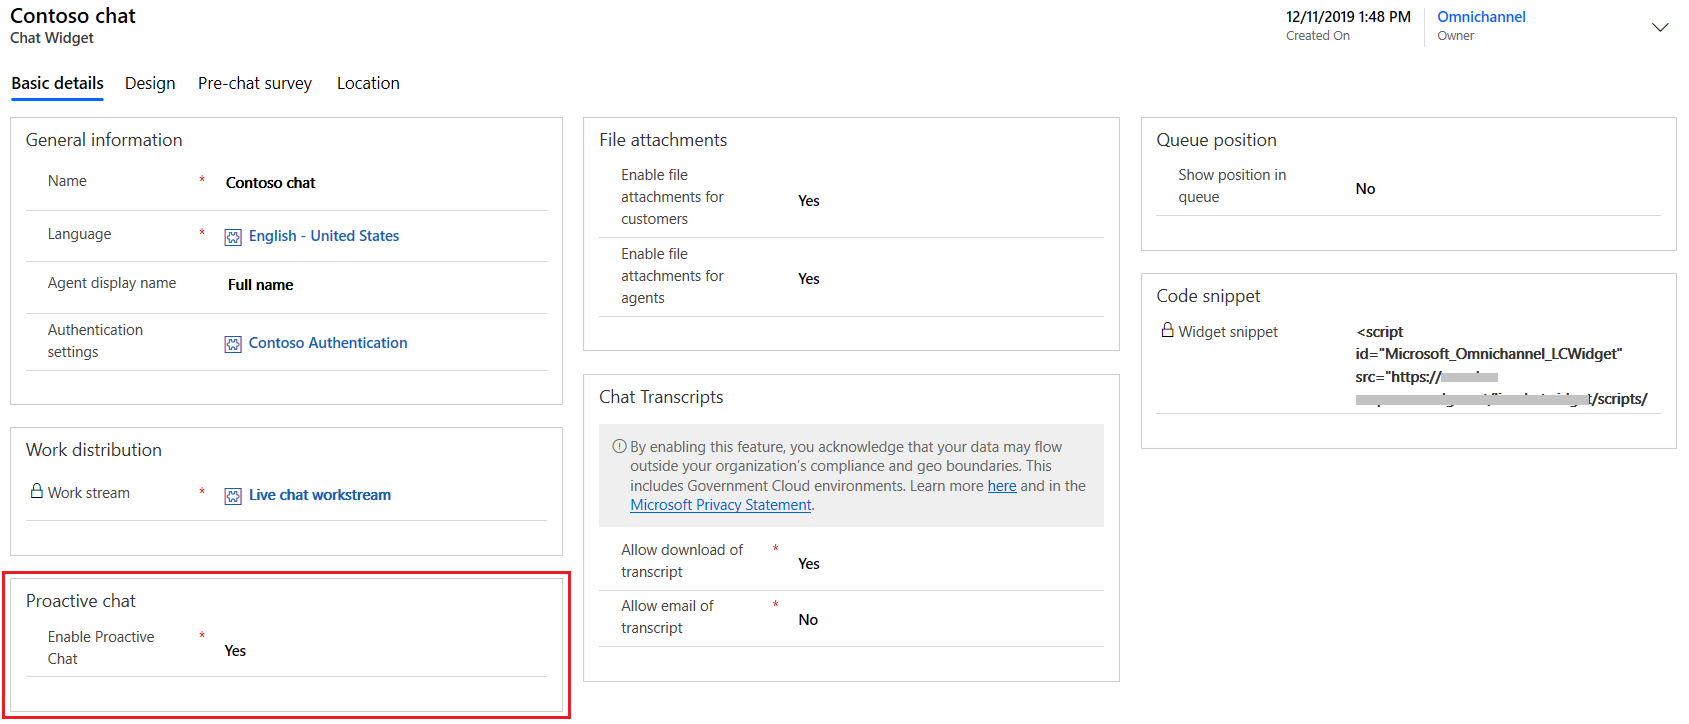 Contoso chat
Chat Widget
12/11/2019 1:48 PM
Created On
Omnichannel
Owner
Basic details
Design
Pre-chat survey
Location
General information
Name
*
Contoso chat
Language
*
English - United States
Agent display name
Full name
Authentication
settings
Contoso Authentication
Work distribution
Work stream
*
Live chat workstream
Proactive chat
Enable Proactive
Chat
*
Yes
File attachments
Enable file
attachments for
customers
Yes
Enable file
attachments for
agents
Yes
Chat Transcripts
By enabling this feature, you acknowledge that your data may flow
outside your organization's compliance and geo boundaries. This
includes Government Cloud environments. Learn more here and in the
Microsoft Privacy Statement.
Allow download of
transcript
*
Yes
Allow email of
transcript
*
No
Queue position
Show position in
queue
No
Code snippet
Widget snippet
<script
id="Microsoft_Omnichannel_LCWidget"
src="https://
/scripts/